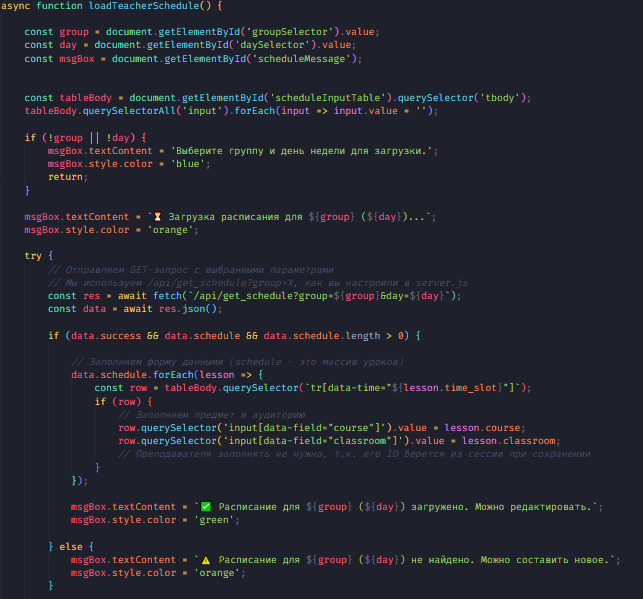 async function loadTeacherSchedule() {
const group = document.getElementById('groupSelector').value;
const day = document.getElementById('daySelector').value;
const msgBox = document.getElementById('scheduleMessage');
const tableBody = document.getElementById('scheduleInputTable').querySelector('tbody');
tableBody.querySelectorAll('input').forEach(input => input.value = '');
if (!group || !day) {
msgBox.textContent = 'Выберите группу и день недели для загрузки.';
msgBox.style.color = 'blue';
return;
}
msgBox.textContent = `⏳ Загрузка расписания для ${group} (${day})...`;
msgBox.style.color = 'orange';
try {
// Отправляем GET-запрос с выбранными параметрами
// Мы используем /api/get_schedule?group=X, как вы настроили в server.js
const res = await fetch(`/api/get_schedule?group=${group}&day=${day}`);
const data = await res.json();
if (data.success && data.schedule && data.schedule.length > 0) {
// Заполняем форму данными (schedule - это массив уроков)
data.schedule.forEach(lesson => {
const row = tableBody.querySelector(`tr[data-time="${lesson.time_slot}"]`);
if (row) {
// Заполняем предмет и аудиторию
row.querySelector('input[data-field="course"]').value = lesson.course;
row.querySelector('input[data-field="classroom"]').value = lesson.classroom;
// Преподавателя заполнять не нужно, т.к. его ID берется из сессии при сохранении
}
});
msgBox.textContent = `✅ Расписание для ${group} (${day}) загружено. Можно редактировать.`;
msgBox.style.color = 'green';
} else {
msgBox.textContent = `⚠️ Расписание для ${group} (${day}) не найдено. Можно составить новое.`;
msgBox.style.color = 'orange';
}